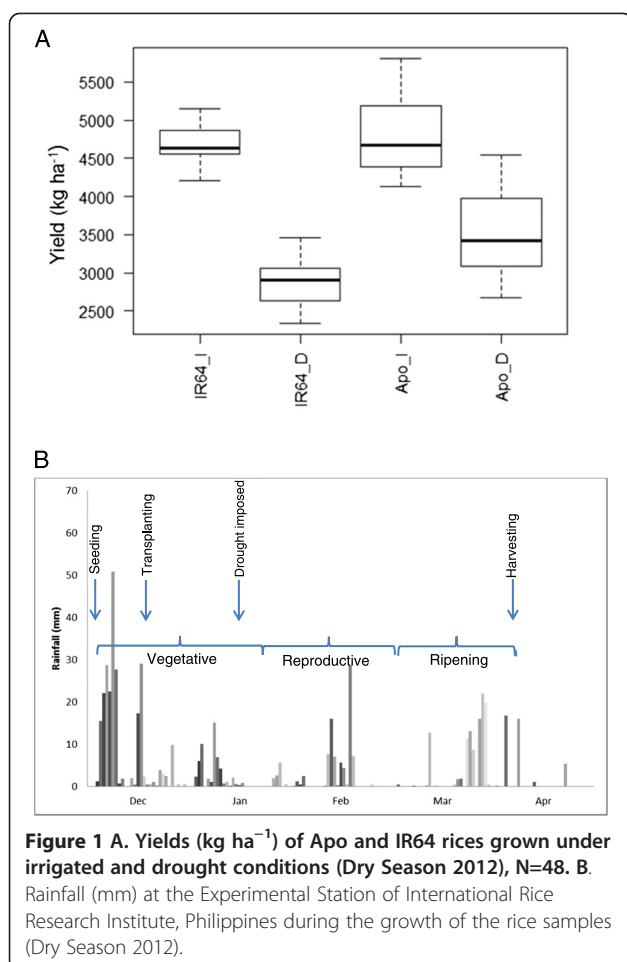 A
Yield (kg ha⁻¹)
5500
5000
4500
4000
3500
3000
2500
IR64_I
IR64_D
Apo_I
Apo_D
B
Rainfall (mm)
70
60
50
40
30
20
10
0
Seeding
Transplanting
Drought imposed
Harvesting
Vegetative
Reproductive
Ripening
Dec
Jan
Feb
Mar
Apr
Figure 1 A. Yields (kg ha⁻¹) of Apo and IR64 rices grown under
irrigated and drought conditions (Dry Season 2012), N=48. B.
Rainfall (mm) at the Experimental Station of International Rice
Research Institute, Philippines during the growth of the rice samples
(Dry Season 2012).